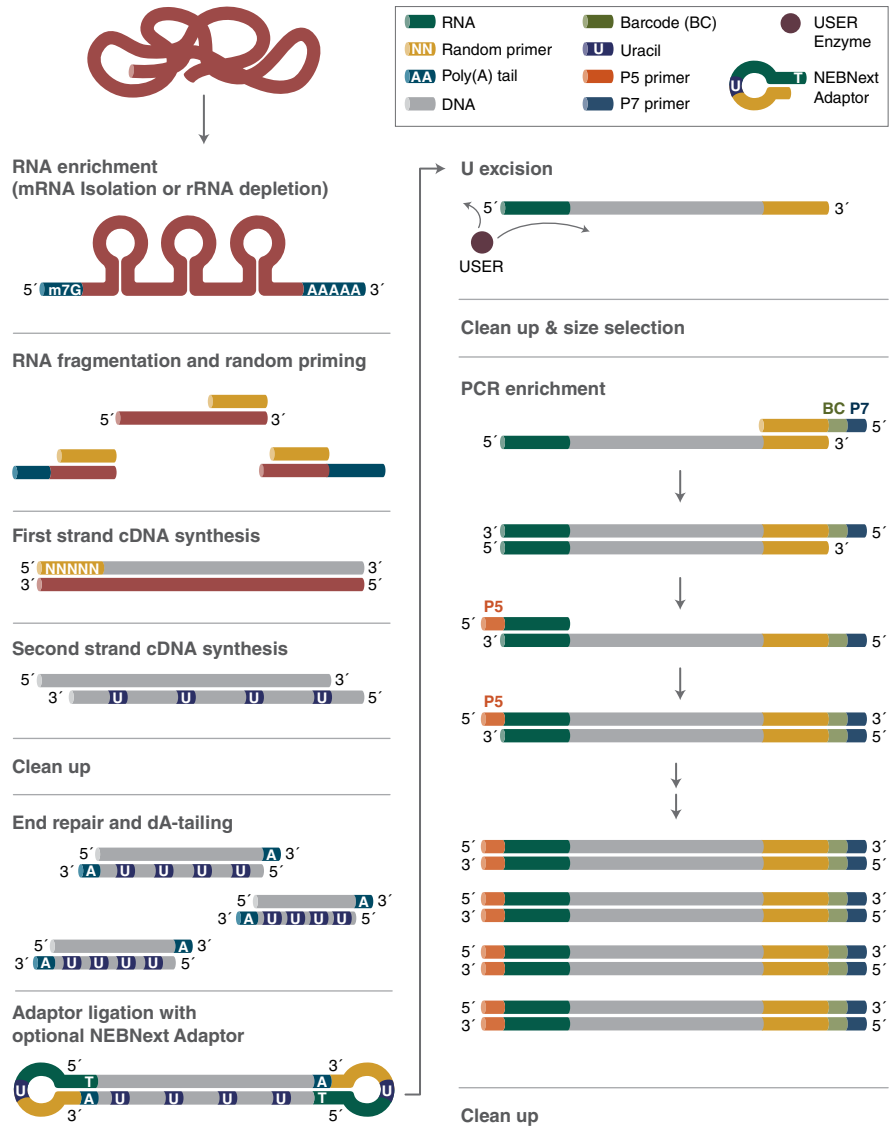 RNA
NN Random primer
AA Poly(A) tail
DNA
Barcode (BC)
U Uracil
P5 primer
P7 primer
USER
Enzyme
U T NEBNext
Adaptor
RNA enrichment
(mRNA Isolation or rRNA depletion)
5´ m7G AAAAA 3´
RNA fragmentation and random priming
5´ 3´
First strand cDNA synthesis
5´ NNNNN 3´
3´ 5´
Second strand cDNA synthesis
5´ 3´
3´ U U U U 5´
Clean up
End repair and dA-tailing
5´ A 3´
3´ A U U U U 5´
5´ A 3´
3´ A U U U U 5´
5´ A 3´
3´ A U U U U 5´
Adaptor ligation with
optional NEBNext Adaptor
5´ 3´
T A
U U
A U U U U T
3´ 5´
U excision
5´ 3´
USER
Clean up & size selection
PCR enrichment
BC P7
5´
5´ 3´
3´ 5´
5´ 3´
P5
5´
3´ 5´
P5
5´ 3´
3´ 5´
5´ 3´
3´ 5´
5´ 3´
3´ 5´
5´ 3´
3´ 5´
5´ 3´
3´ 5´
Clean up